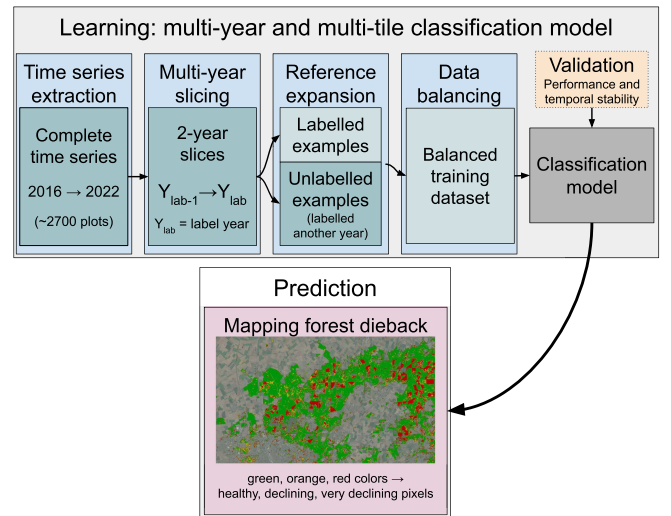 Learning: multi-year and multi-tile classification model
Time series
extraction
Complete
time series
2016 → 2022
(~2700 plots)
Multi-year
slicing
2-year
slices
Y lab-1 → Y lab
Y lab = label year
Reference
expansion
Labelled
examples
Unlabelled
examples
(labelled
another year)
Data
balancing
Balanced
training
dataset
Validation
Performance and
temporal stability
Classification
model
Prediction
Mapping forest dieback
green, orange, red colors →
healthy, declining, very declining pixels